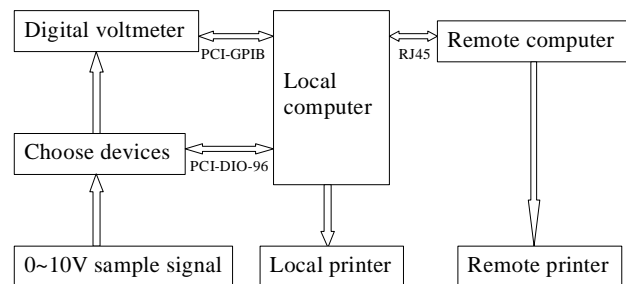 Digital voltmeter
PCI-GPIB
Local
computer
RJ45
Remote computer
Choose devices
PCI-DIO-96
0~10V sample signal
Local printer
Remote printer